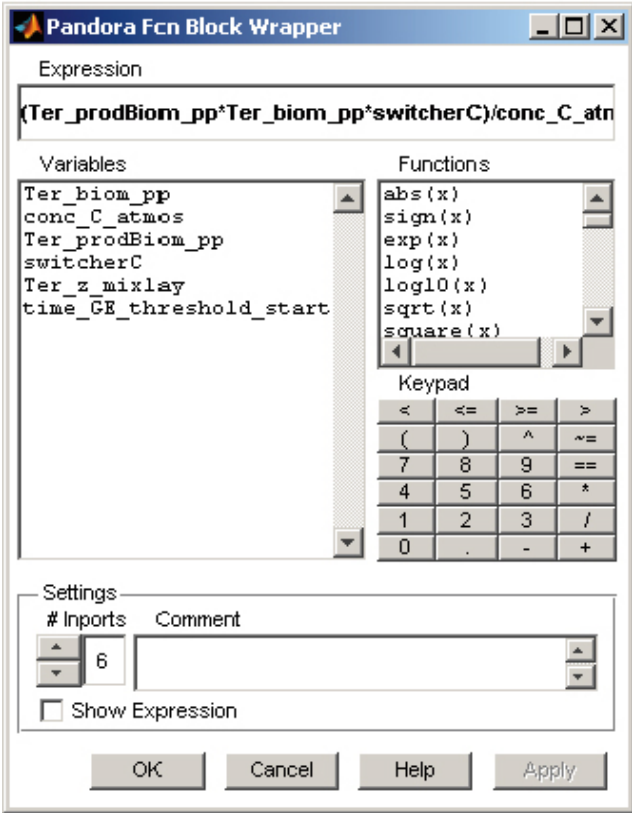 Pandora Fcn Block Wrapper
Expression
(Ter_prodBiom_pp*Ter_biom_pp*switcherC)/conc_C_atn
Variables
Ter_biom_pp
conc_C_atmos
Ter_prodBiom_pp
switcherC
Ter_z_mixlay
time_GE_threshold_start
Functions
abs(x)
sign(x)
exp(x)
log(x)
log10(x)
sqrt(x)
square(x)
Keypad
< <= >= >
( ) ^ ~=
7 8 9 ==
4 5 6 *
1 2 3 /
0 . - +
Settings
# Inports Comment
6
Show Expression
OK Cancel Help Apply